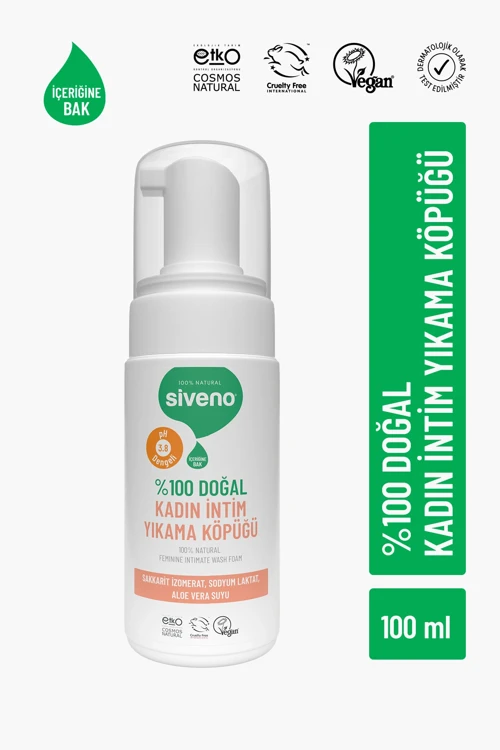 İÇERİĞİNE
BAK
etkO
COSMOS
NATURAL
Cruelty Free
INTERNATIONAL
Vegan
DERMATOLOJİK OLARAK
TEST EDİLMİŞTİR
%100 DOĞAL
KADIN İNTİM YIKAMA KÖPÜĞÜ
100 ml
100% NATURAL
siveno
pH
3.8
Dengeli
İÇERİĞİNE
BAK
%100 DOĞAL
KADIN İNTİM
YIKAMA KÖPÜĞÜ
100% NATURAL
FEMININE INTIMATE WASH FOAM
SAKKARİT İZOMERAT, SODYUM LAKTAT,
ALOE VERA SUYU
etkO
COSMOS
NATURAL
Cruelty Free
Vegan